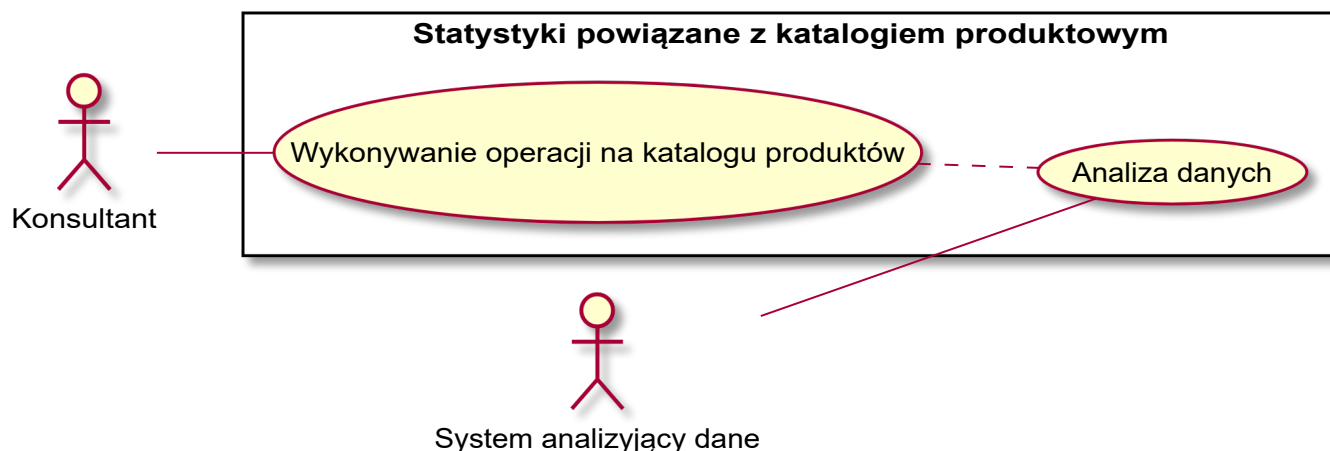 Statystyki powiązane z katalogiem produktowym
Wykonywanie operacji na katalogu produktów
Analiza danych
Konsultant
System analizyjący dane